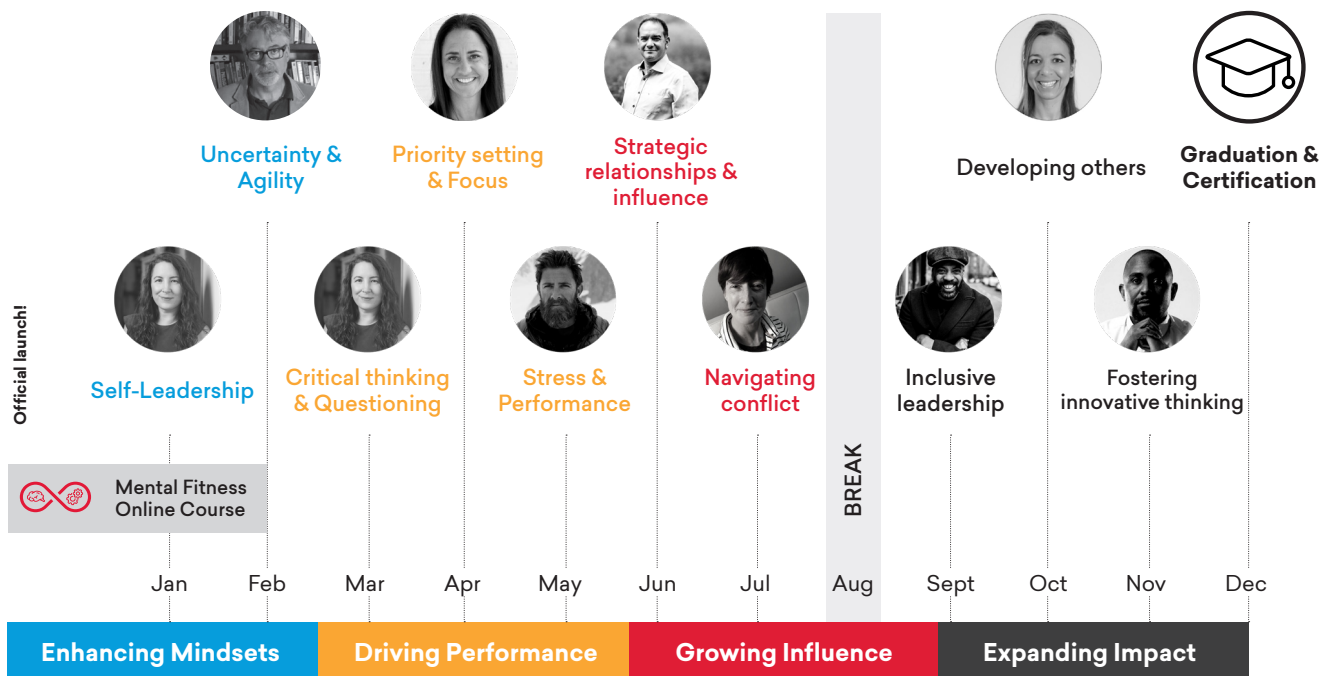 Uncertainty &
Agility
Priority setting
& Focus
Strategic
relationships &
influence
Developing others
Graduation &
Certification
Official launch!
Self-Leadership
Critical thinking
& Questioning
Stress &
Performance
Navigating
conflict
Inclusive
leadership
Fostering
innovative thinking
Mental Fitness
Online Course
BREAK
Jan
Feb
Mar
Apr
May
Jun
Jul
Aug
Sept
Oct
Nov
Dec
Enhancing Mindsets
Driving Performance
Growing Influence
Expanding Impact